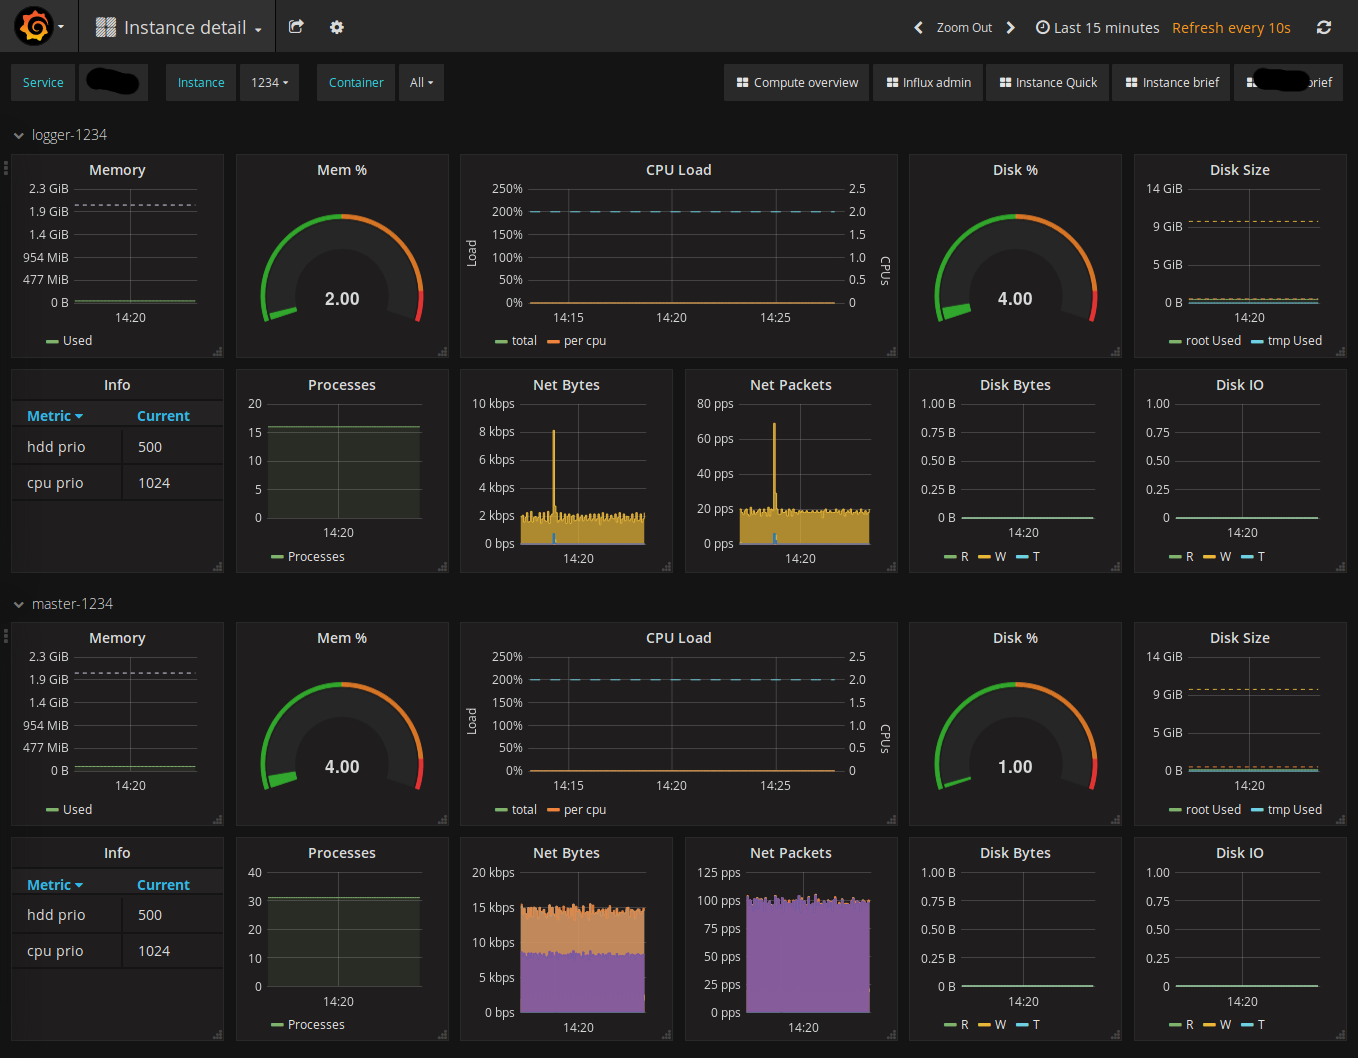 Instance detail
Zoom Out
Last 15 minutes Refresh every 10s
Service
Instance 1234
Container All
Compute overview
Influx admin
Instance Quick
Instance brief
brief
logger-1234
Memory
2.3 GiB
1.9 GiB
1.4 GiB
954 MiB
477 MiB
0 B
14:20
Used
Mem %
2.00
CPU Load
250%
200%
150%
100%
50%
0%
Load
2.5
2.0
1.5
1.0
0.5
0
CPUs
14:15 14:20 14:25
total per cpu
Disk %
4.00
Disk Size
14 GiB
9 GiB
5 GiB
0 B
14:20
root Used tmp Used
Info
Metric Current
hdd prio 500
cpu prio 1024
Processes
20
15
10
5
0
14:20
Processes
Net Bytes
10 kbps
8 kbps
6 kbps
4 kbps
2 kbps
0 bps
14:20
Net Packets
80 pps
60 pps
40 pps
20 pps
0 pps
14:20
Disk Bytes
1.00 B
0.75 B
0.50 B
0.25 B
0 B
14:20
R W T
Disk IO
1.00
0.75
0.50
0.25
0
14:20
R W T
master-1234
Memory
2.3 GiB
1.9 GiB
1.4 GiB
954 MiB
477 MiB
0 B
14:20
Used
Mem %
4.00
CPU Load
250%
200%
150%
100%
50%
0%
Load
2.5
2.0
1.5
1.0
0.5
0
CPUs
14:15 14:20 14:25
total per cpu
Disk %
1.00
Disk Size
14 GiB
9 GiB
5 GiB
0 B
14:20
root Used tmp Used
Info
Metric Current
hdd prio 500
cpu prio 1024
Processes
40
30
20
10
0
14:20
Processes
Net Bytes
20 kbps
15 kbps
10 kbps
5 kbps
0 bps
14:20
Net Packets
125 pps
100 pps
75 pps
50 pps
25 pps
0 pps
14:20
Disk Bytes
1.00 B
0.75 B
0.50 B
0.25 B
0 B
14:20
R W T
Disk IO
1.00
0.75
0.50
0.25
0
14:20
R W T